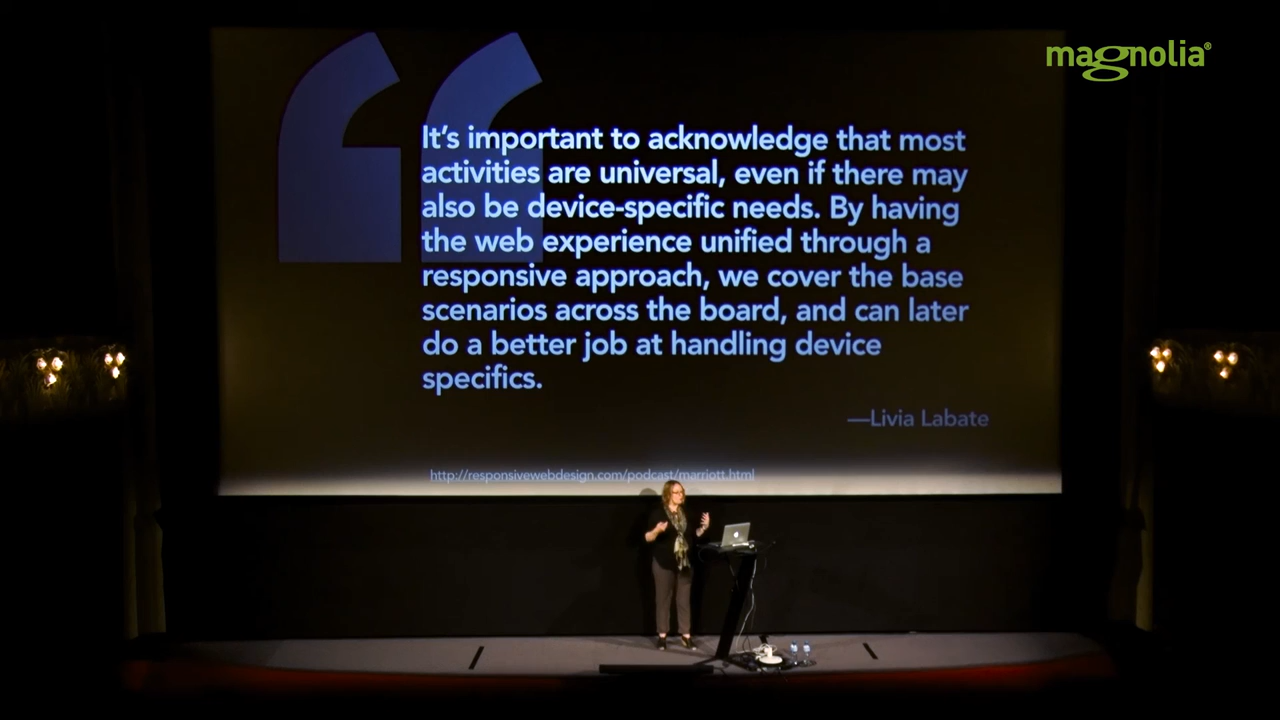 magnolia®
It's important to acknowledge that most
activities are universal, even if there may
also be device-specific needs. By having
the web experience unified through a
responsive approach, we cover the base
scenarios across the board, and can later
do a better job at handling device
specifics.
—Livia Labate
http://responsivewebdesign.com/podcast/marriott.html